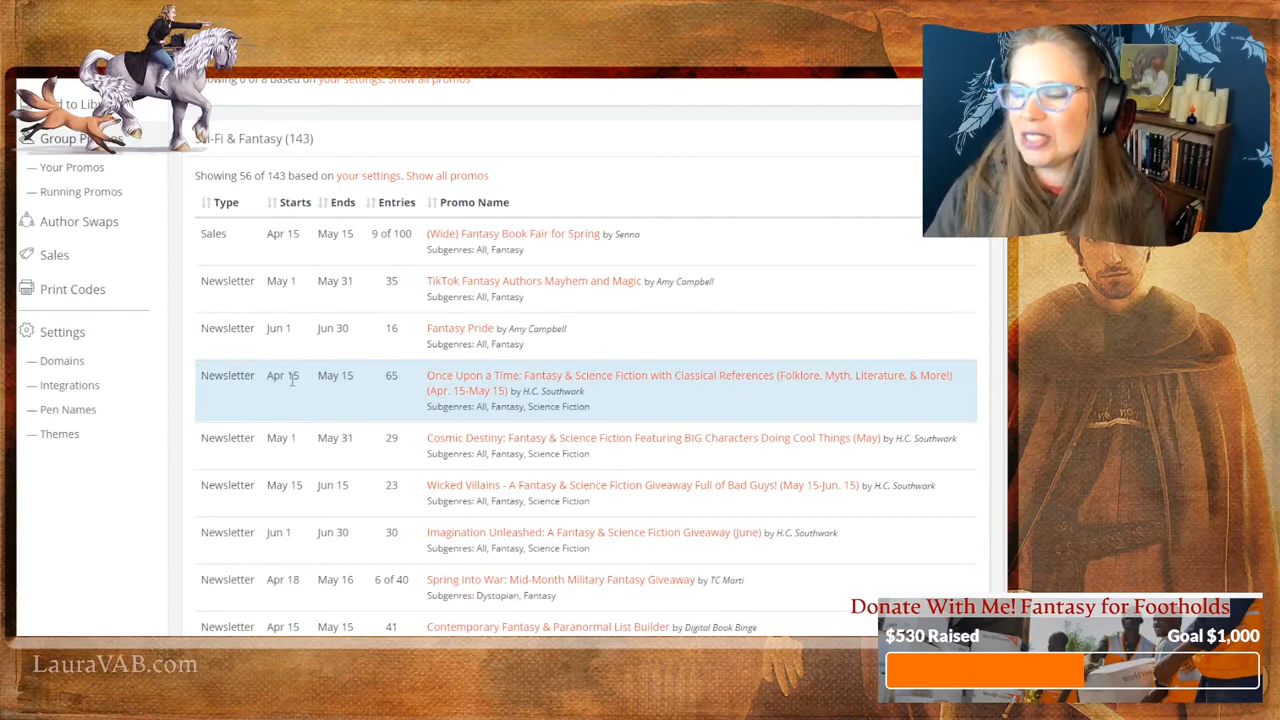 your settings. Show all promos
Group
Sci-Fi & Fantasy (143)
— Your Promos
— Running Promos
Author Swaps
Sales
Print Codes
Settings
— Domains
— Integrations
— Pen Names
— Themes
Showing 56 of 143 based on your settings. Show all promos
Type Starts Ends Entries Promo Name
Sales Apr 15 May 15 9 of 100 (Wide) Fantasy Book Fair for Spring by Senna
Subgenres: All, Fantasy
Newsletter May 1 May 31 35 TikTok Fantasy Authors Mayhem and Magic by Amy Campbell
Subgenres: All, Fantasy
Newsletter Jun 1 Jun 30 16 Fantasy Pride by Amy Campbell
Subgenres: All, Fantasy
Newsletter Apr 15 May 15 65 Once Upon a Time: Fantasy & Science Fiction with Classical References (Folklore, Myth, Literature, & More!)
(Apr. 15-May 15) by H.C. Southwark
Subgenres: All, Fantasy, Science Fiction
Newsletter May 1 May 31 29 Cosmic Destiny: Fantasy & Science Fiction Featuring BIG Characters Doing Cool Things (May) by H.C. Southwark
Subgenres: All, Fantasy, Science Fiction
Newsletter May 15 Jun 15 23 Wicked Villains - A Fantasy & Science Fiction Giveaway Full of Bad Guys! (May 15-Jun. 15) by H.C. Southwark
Subgenres: All, Fantasy, Science Fiction
Newsletter Jun 1 Jun 30 30 Imagination Unleashed: A Fantasy & Science Fiction Giveaway (June) by H.C. Southwark
Subgenres: All, Fantasy, Science Fiction
Newsletter Apr 18 May 16 6 of 40 Spring Into War: Mid-Month Military Fantasy Giveaway by TC Marti
Subgenres: Dystopian, Fantasy
Newsletter Apr 15 May 15 41 Contemporary Fantasy & Paranormal List Builder by Digital Book Binge
Donate With Me! Fantasy for Footholds
$530 Raised Goal $1,000
LauraVAB.com